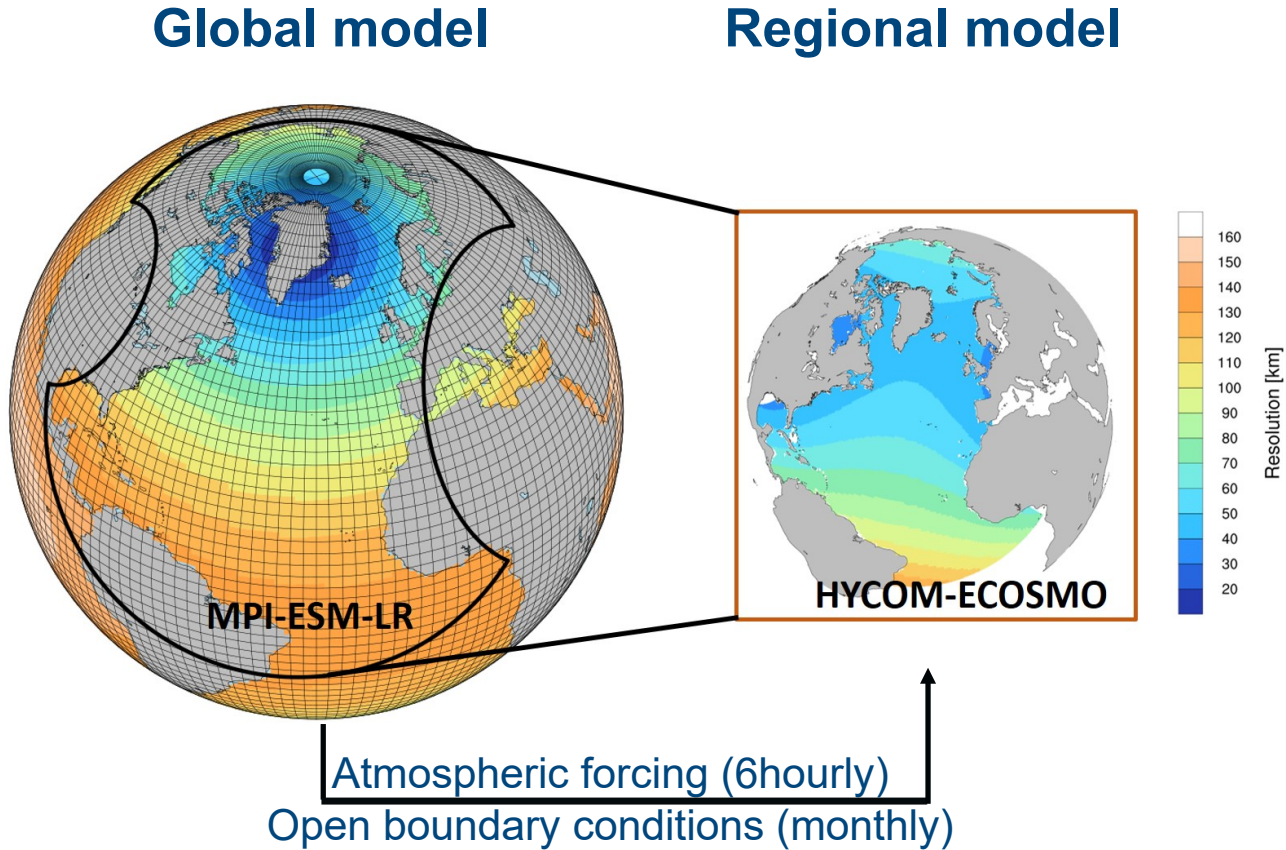 Global model
Regional model
MPI-ESM-LR
HYCOM-ECOSMO
160
150
140
130
120
110
100
90
80
70
60
50
40
30
20
Resolution [km]
Atmospheric forcing (6hourly)
Open boundary conditions (monthly)